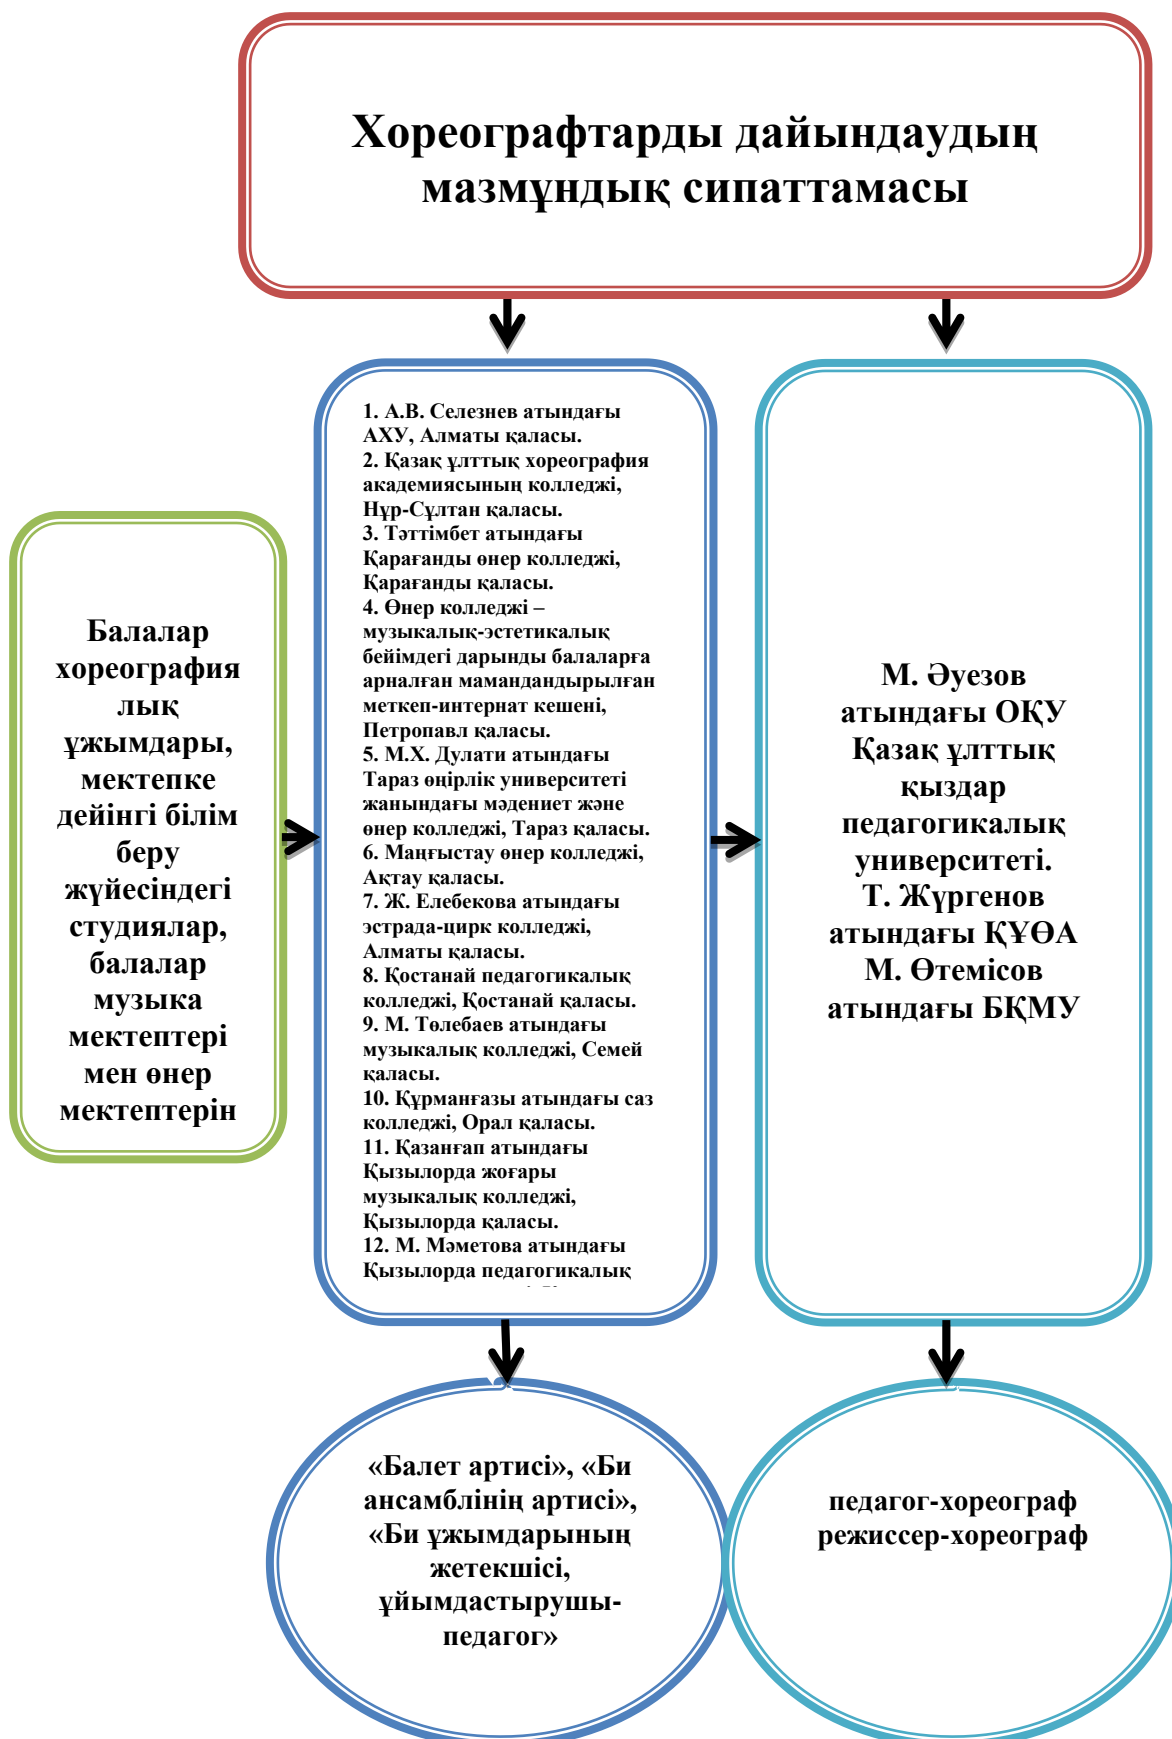 Хореографтарды дайындаудың
мазмұндық сипаттамасы
Балалар
хореография
лық
ұжымдары,
мектепке
дейінгі білім
беру
жүйесіндегі
студиялар,
балалар
музыка
мектептері
мен өнер
мектептерін
1. А.В. Селезнев атындағы
АХУ, Алматы қаласы.
2. Қазақ ұлттық хореография
академиясының колледжі,
Нұр-Сұлтан қаласы.
3. Тәттімбет атындағы
Қарағанды өнер колледжі,
Қарағанды қаласы.
4. Өнер колледжі –
музыкалық-эстетикалық
бейімдегі дарынды балаларға
арналған мамандандырылған
меткеп-интернат кешені,
Петропавл қаласы.
5. М.Х. Дулати атындағы
Тараз өңірлік университеті
жанындағы мәдениет және
өнер колледжі, Тараз қаласы.
6. Маңғыстау өнер колледжі,
Ақтау қаласы.
7. Ж. Елебекова атындағы
эстрада-цирк колледжі,
Алматы қаласы.
8. Қостанай педагогикалық
колледжі, Қостанай қаласы.
9. М. Төлебаев атындағы
музыкалық колледжі, Семей
қаласы.
10. Құрманғазы атындағы саз
колледжі, Орал қаласы.
11. Қазанғап атындағы
Қызылорда жоғары
музыкалық колледжі,
Қызылорда қаласы.
12. М. Мәметова атындағы
Қызылорда педагогикалық
М. Әуезов
атындағы ОҚУ
Қазақ ұлттық
қыздар
педагогикалық
университеті.
Т. Жүргенов
атындағы ҚҰӨА
М. Өтемісов
атындағы БҚМУ
«Балет артисі», «Би
ансамблінің артисі»,
«Би ұжымдарының
жетекшісі,
ұйымдастырушы-
педагог»
педагог-хореограф
режиссер-хореограф